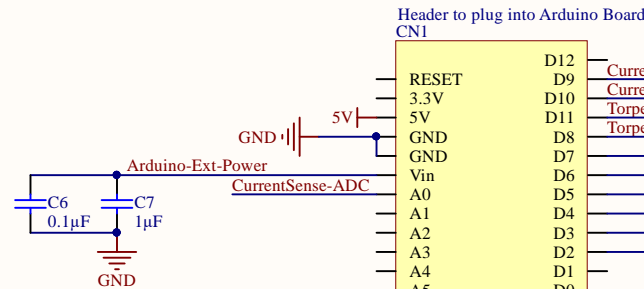 Header to plug into Arduino Board
CN1
D12
RESET D9 Curre
3.3V D10 Curre
5V 5V D11 Torpe
GND GND D8 Torpe
GND D7
Arduino-Ext-Power Vin D6
CurrentSense-ADC A0 D5
C6 C7 A1 D4
0.1µF 1µF A2 D3
A3 D2
GND A4 D1
A5 D0